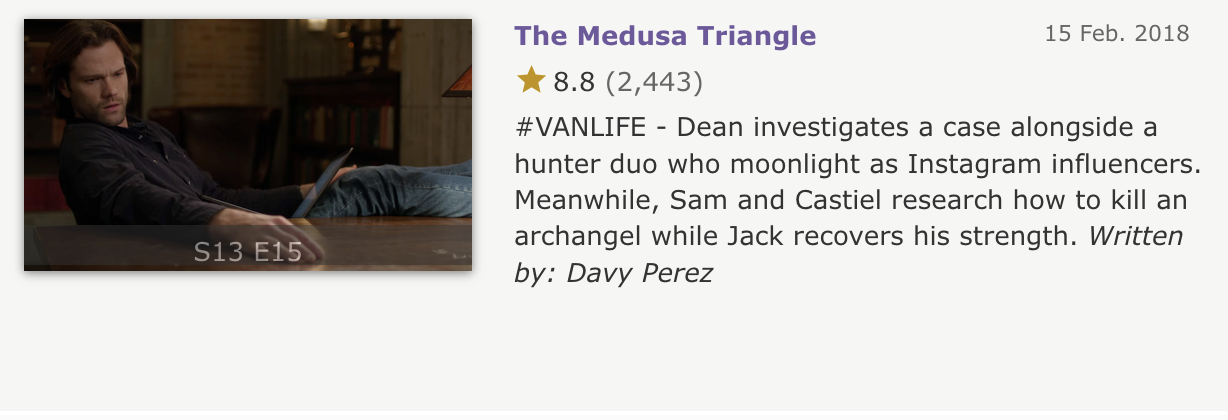 The Medusa Triangle
15 Feb. 2018
8.8 (2,443)
#VANLIFE - Dean investigates a case alongside a
hunter duo who moonlight as Instagram influencers.
Meanwhile, Sam and Castiel research how to kill an
archangel while Jack recovers his strength. Written
by: Davy Perez
S13 E15